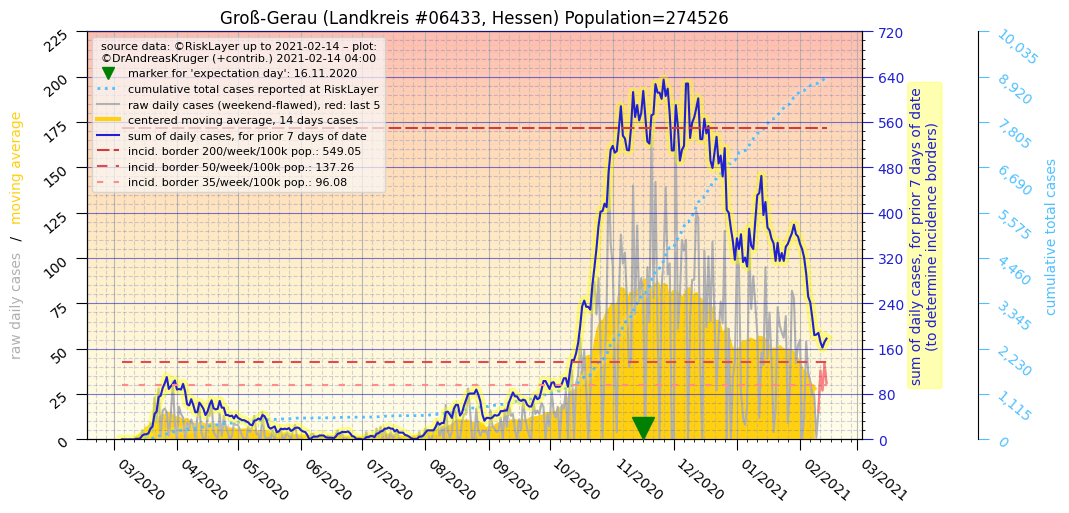 Groß-Gerau (Landkreis #06433, Hessen) Population=274526
source data: ©RiskLayer up to 2021-02-14 – plot:
©DrAndreasKruger (+contrib.) 2021-02-14 04:00
marker for 'expectation day': 16.11.2020
cumulative total cases reported at RiskLayer
raw daily cases (weekend-flawed), red: last 5
centered moving average, 14 days cases
sum of daily cases, for prior 7 days of date
incid. border 200/week/100k pop.: 549.05
incid. border 50/week/100k pop.: 137.26
incid. border 35/week/100k pop.: 96.08
raw daily cases / moving average
225
200
175
150
125
100
75
50
25
0
03/2020
04/2020
05/2020
06/2020
07/2020
08/2020
09/2020
10/2020
11/2020
12/2020
01/2021
02/2021
03/2021
720
640
560
480
400
320
240
160
80
0
sum of daily cases, for prior 7 days of date
(to determine incidence borders)
10,035
8,920
7,805
6,690
5,575
4,460
3,345
2,230
1,115
0
cumulative total cases